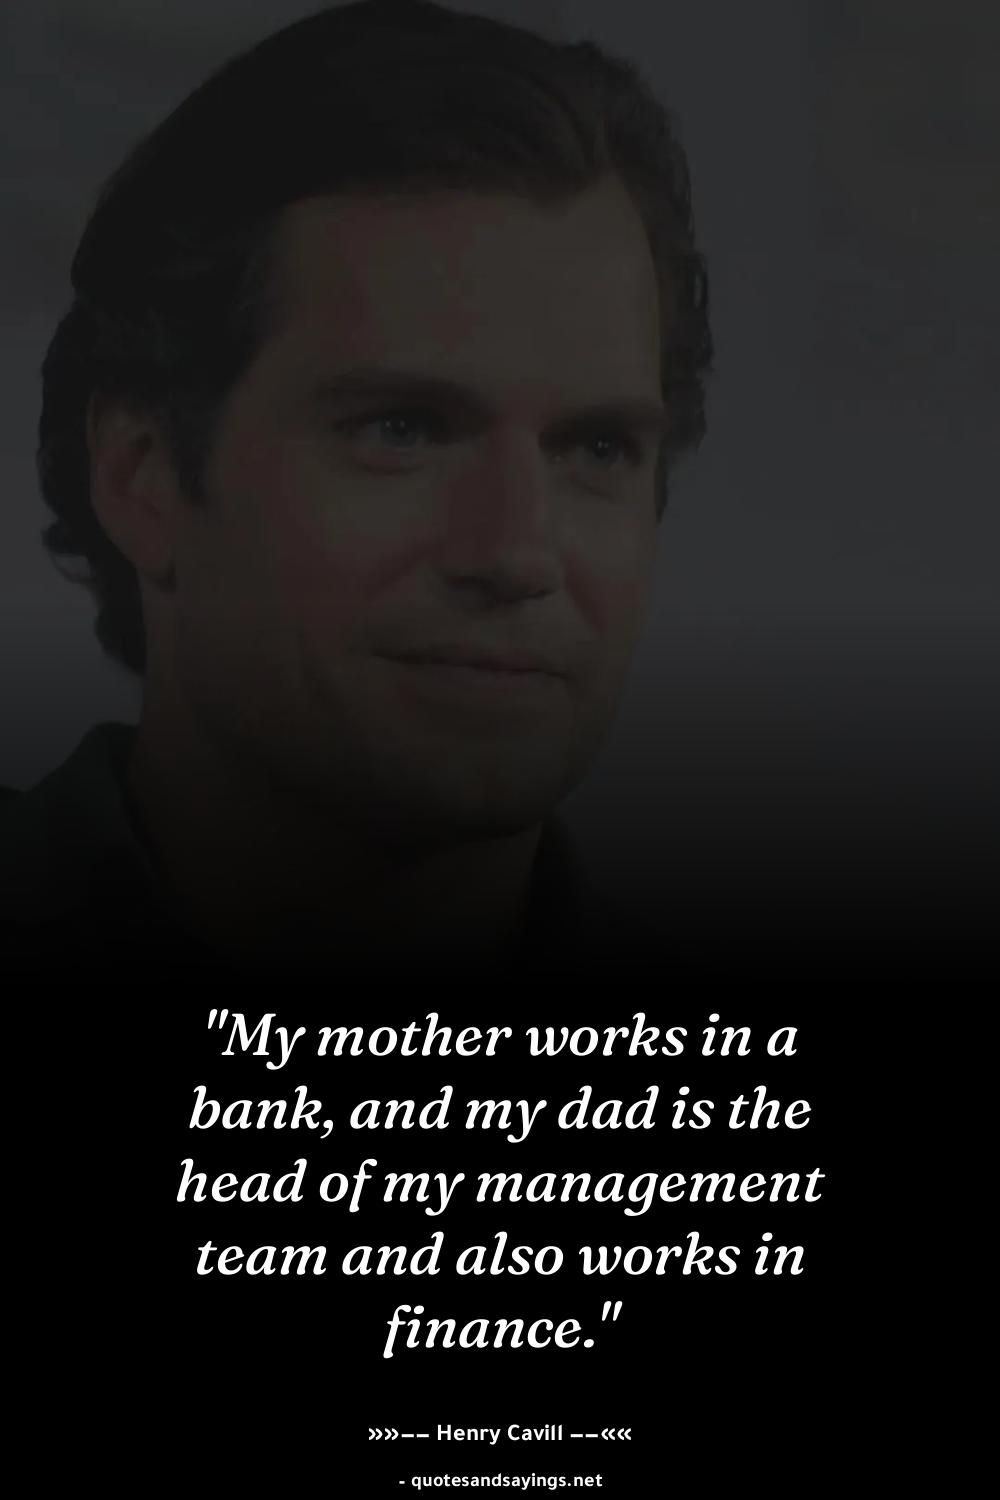 "My mother works in a
bank, and my dad is the
head of my management
team and also works in
finance."
»»–– Henry Cavill ––««
- quotesandsayings.net